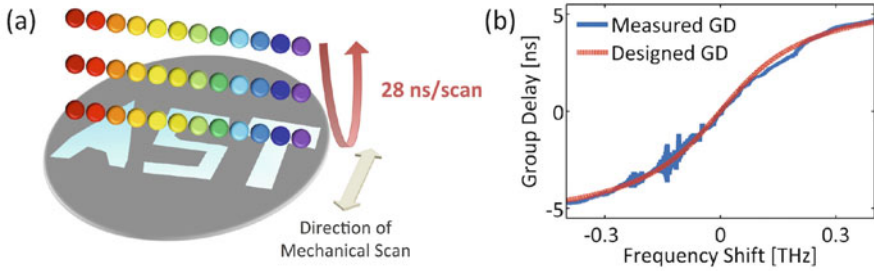 (a)
28 ns/scan
AST
Direction of
Mechanical Scan
(b)
Measured GD
Designed GD
Group Delay [ns]
5
0
-5
-0.3
0
0.3
Frequency Shift [THz]